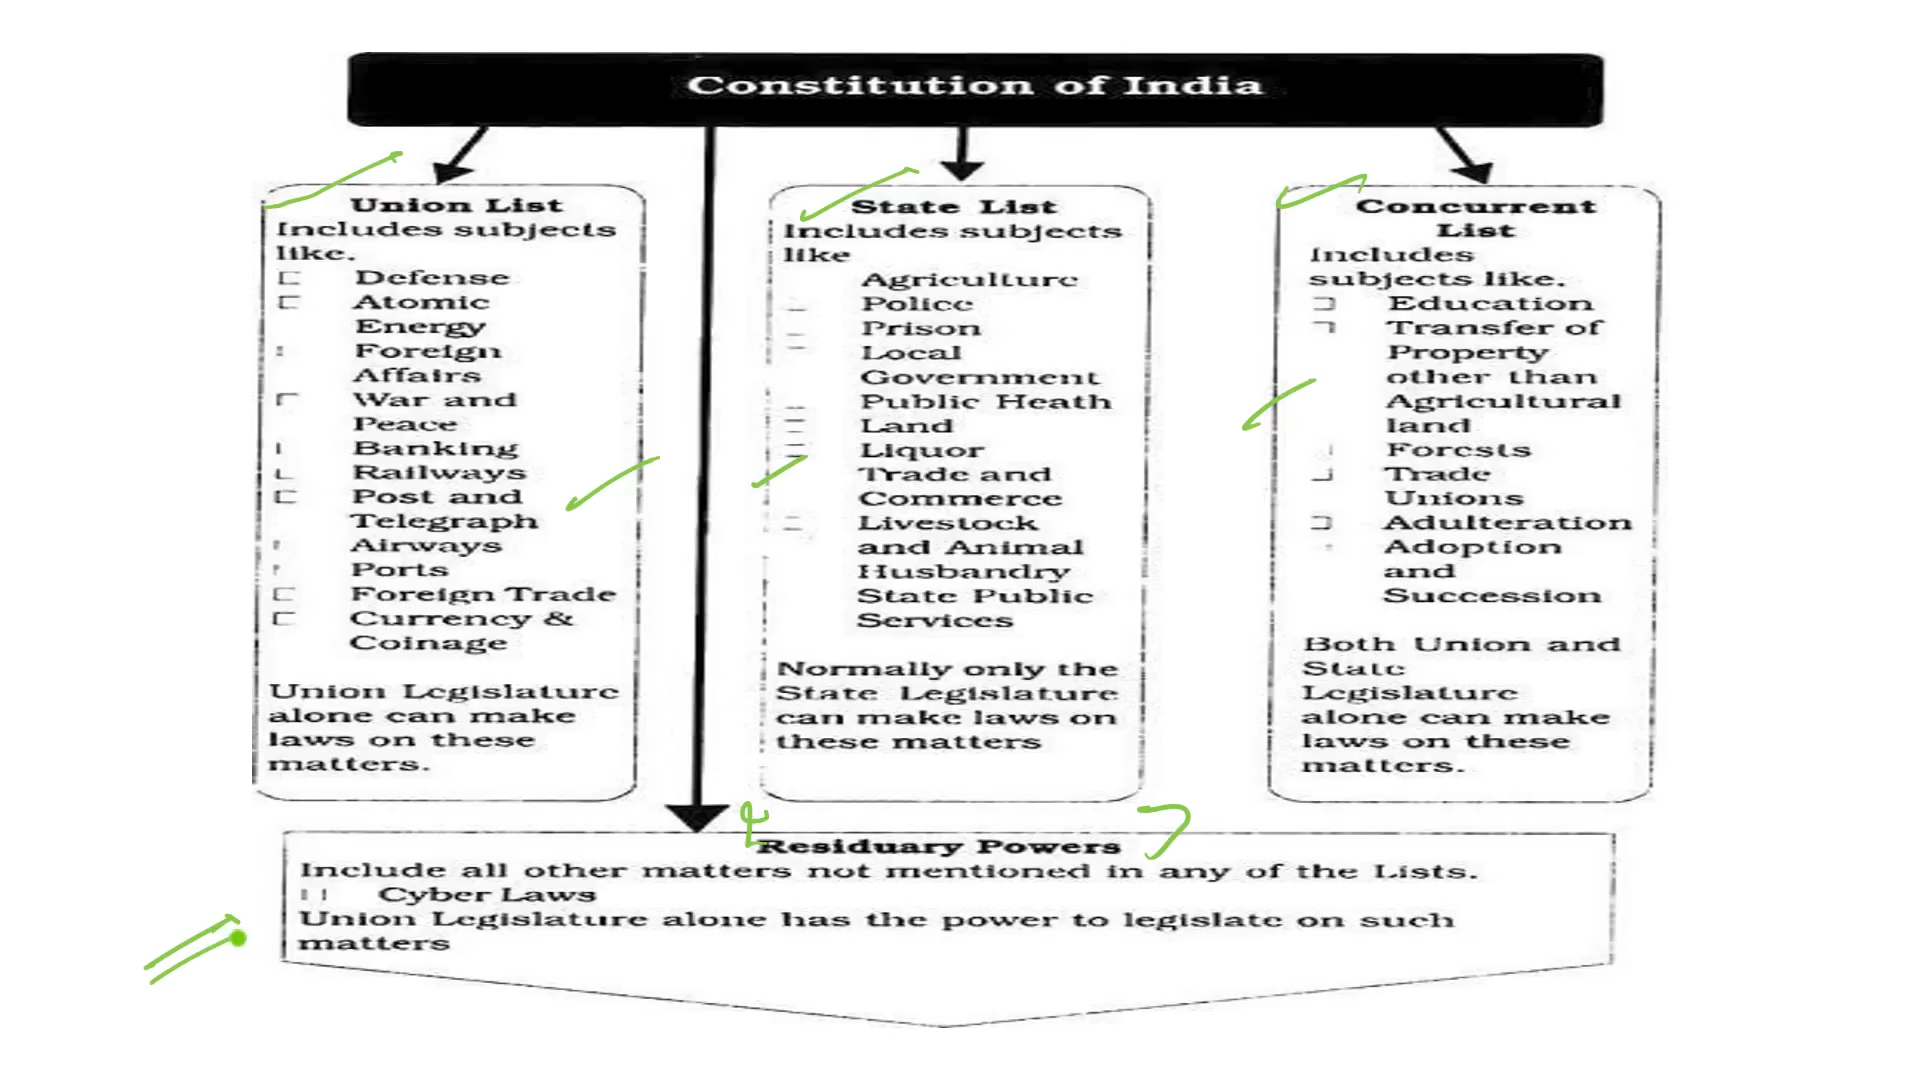 Constitution of India
Union List
Includes subjects
like.
Defense
Atomic
Energy
Foreign
Affairs
War and
Peace
Banking
Railways
Post and
Telegraph
Airways
Ports
Foreign Trade
Currency &
Coinage
Union Legislature
alone can make
laws on these
matters.
State List
Includes subjects
like
Agriculture
Police
Prison
Local
Government
Public Heath
Land
Liquor
Trade and
Commerce
Livestock
and Animal
Husbandry
State Public
Services
Normally only the
State Legislature
can make laws on
these matters
Concurrent
List
Includes
subjects like.
Education
Transfer of
Property
other than
Agricultural
land
Forests
Trade
Unions
Adulteration
Adoption
and
Succession
Both Union and
State
Legislature
alone can make
laws on these
matters.
Residuary Powers
Include all other matters not mentioned in any of the Lists.
Cyber Laws
Union Legislature alone has the power to legislate on such
matters